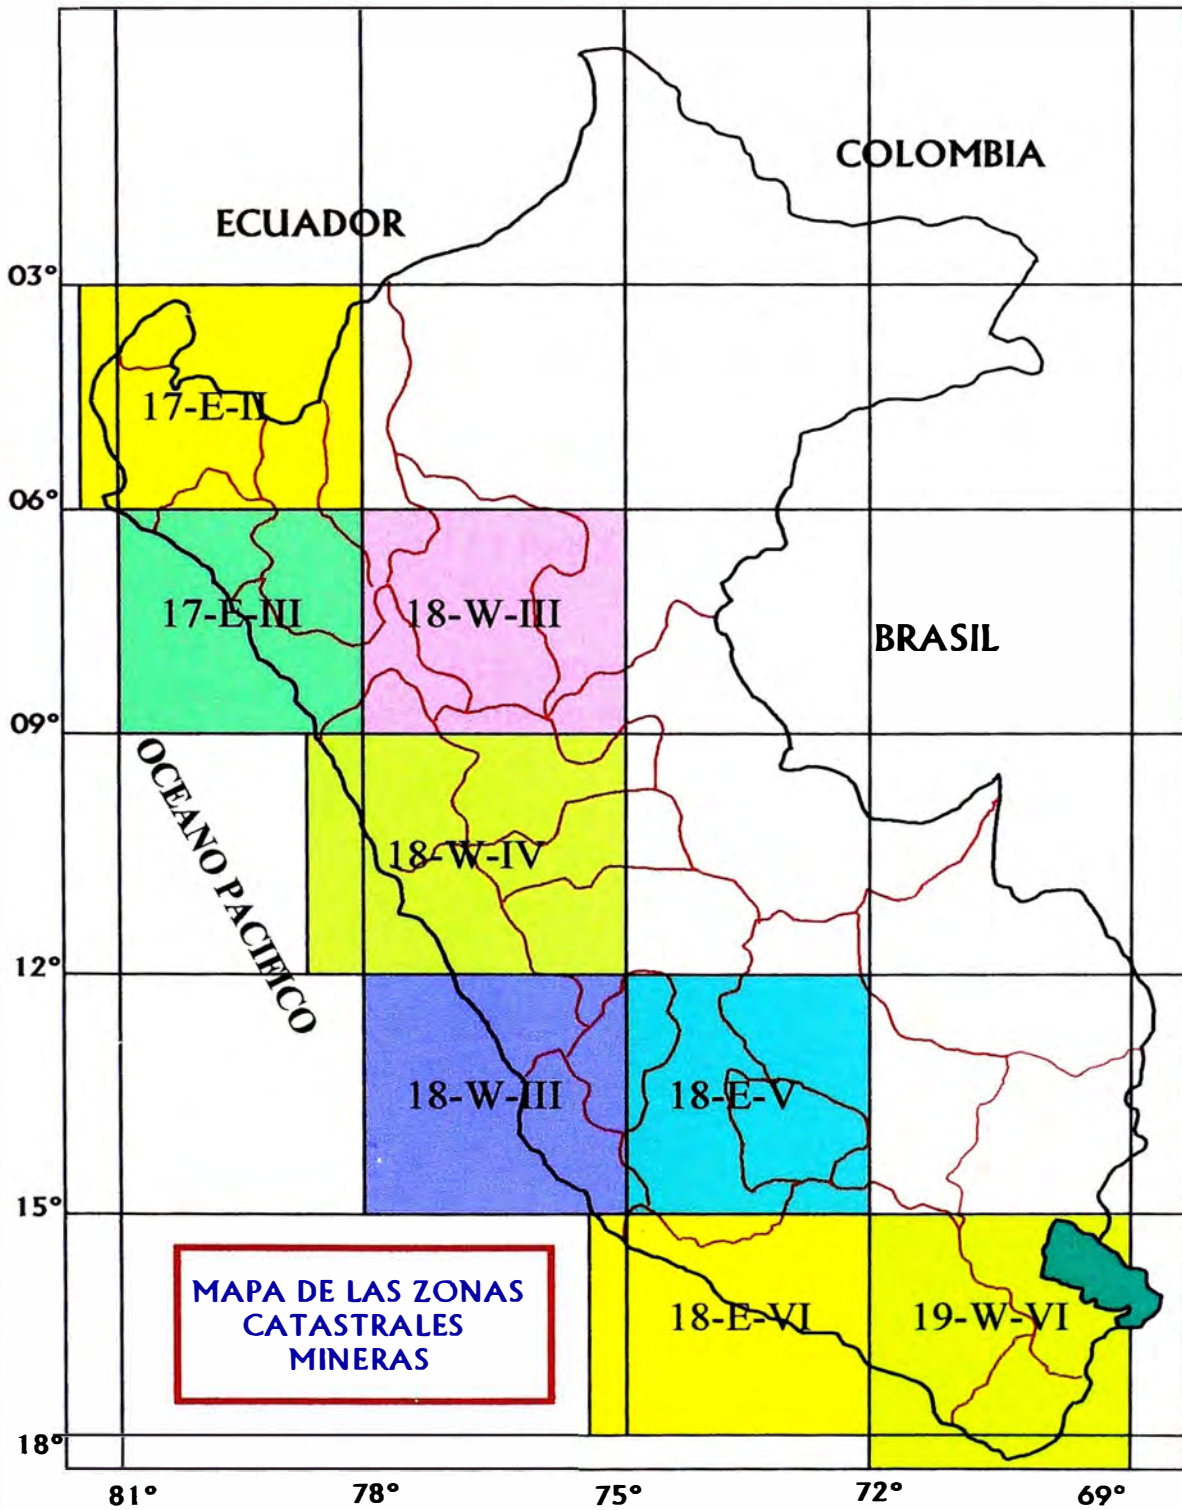 COLOMBIA
ECUADOR
03°
17-E-II
06°
17-E-III
18-W-III
BRASIL
09°
OCEANO PACIFICO
18-W-IV
12°
18-W-III
18-E-V
15°
MAPA DE LAS ZONAS
CATASTRALES
MINERAS
18-E-VI
19-W-VI
18°
81°
78°
75°
72°
69°